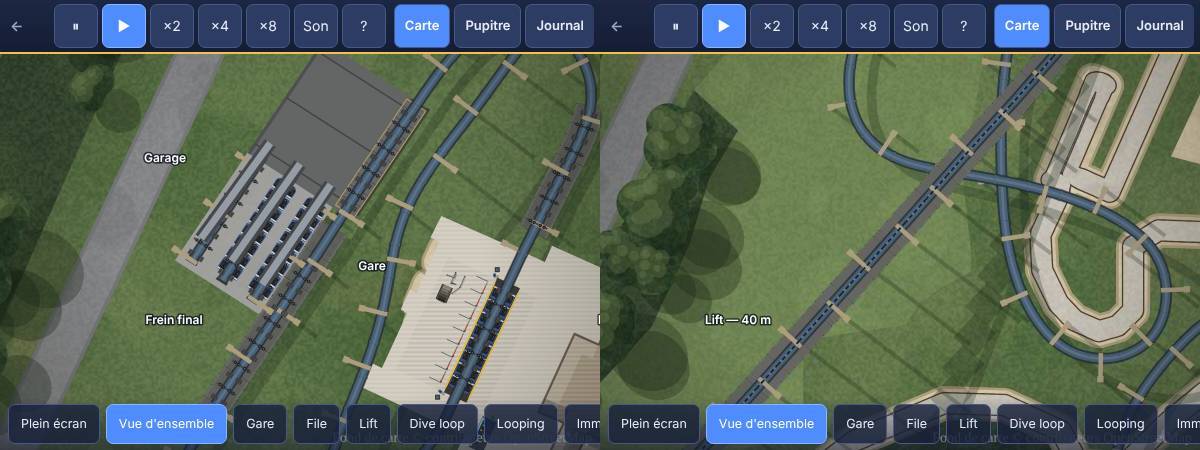 ← ⏸ ▶ ×2 ×4 ×8 Son ? Carte Pupitre Journal
Garage
Gare
Frein final
Plein écran Vue d'ensemble Gare File Lift Dive loop Looping Imm
← ⏸ ▶ ×2 ×4 ×8 Son ? Carte Pupitre Journal
Lift — 40 m
Plein écran Vue d'ensemble Gare File Lift Dive loop Looping Imm